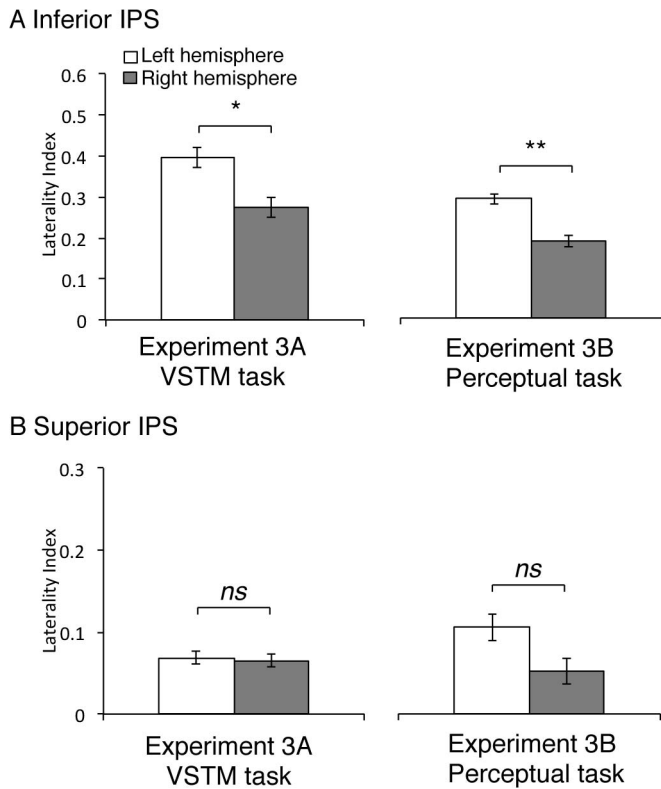 A Inferior IPS
Left hemisphere
Right hemisphere
Laterality Index
0.6
0.5
0.4
0.3
0.2
0.1
0
*
**
Experiment 3A
VSTM task
Experiment 3B
Perceptual task
B Superior IPS
Laterality Index
0.3
0.2
0.1
0
ns
ns
Experiment 3A
VSTM task
Experiment 3B
Perceptual task